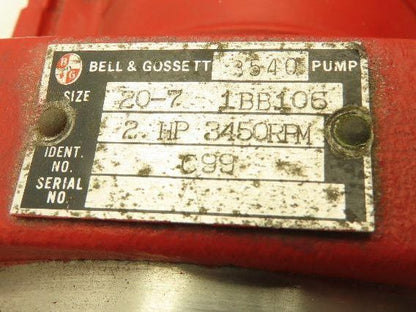 B&G BELL & GOSSETT 3540 PUMP
SIZE 20-7 1BB106
2. HP 3450RPM
IDENT. NO. C99
SERIAL NO.